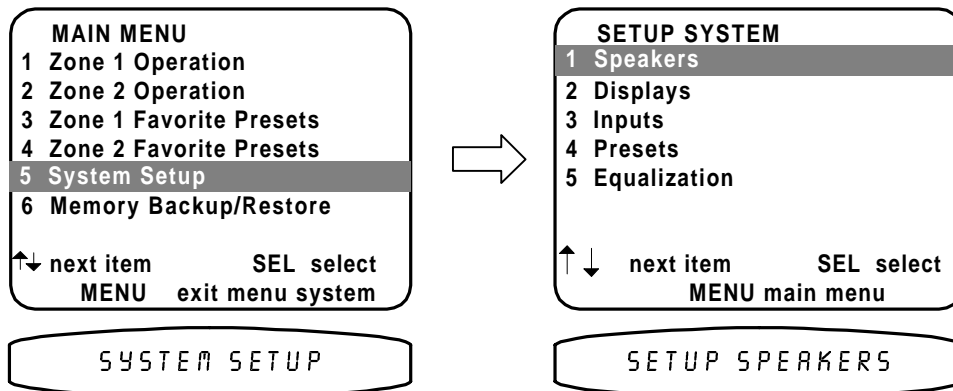 MAIN MENU
1 Zone 1 Operation
2 Zone 2 Operation
3 Zone 1 Favorite Presets
4 Zone 2 Favorite Presets
5 System Setup
6 Memory Backup/Restore
↑↓ next item SEL select
MENU exit menu system
SYSTEM SETUP
SETUP SYSTEM
1 Speakers
2 Displays
3 Inputs
4 Presets
5 Equalization
↑ ↓ next item SEL select
MENU main menu
SETUP SPEAKERS